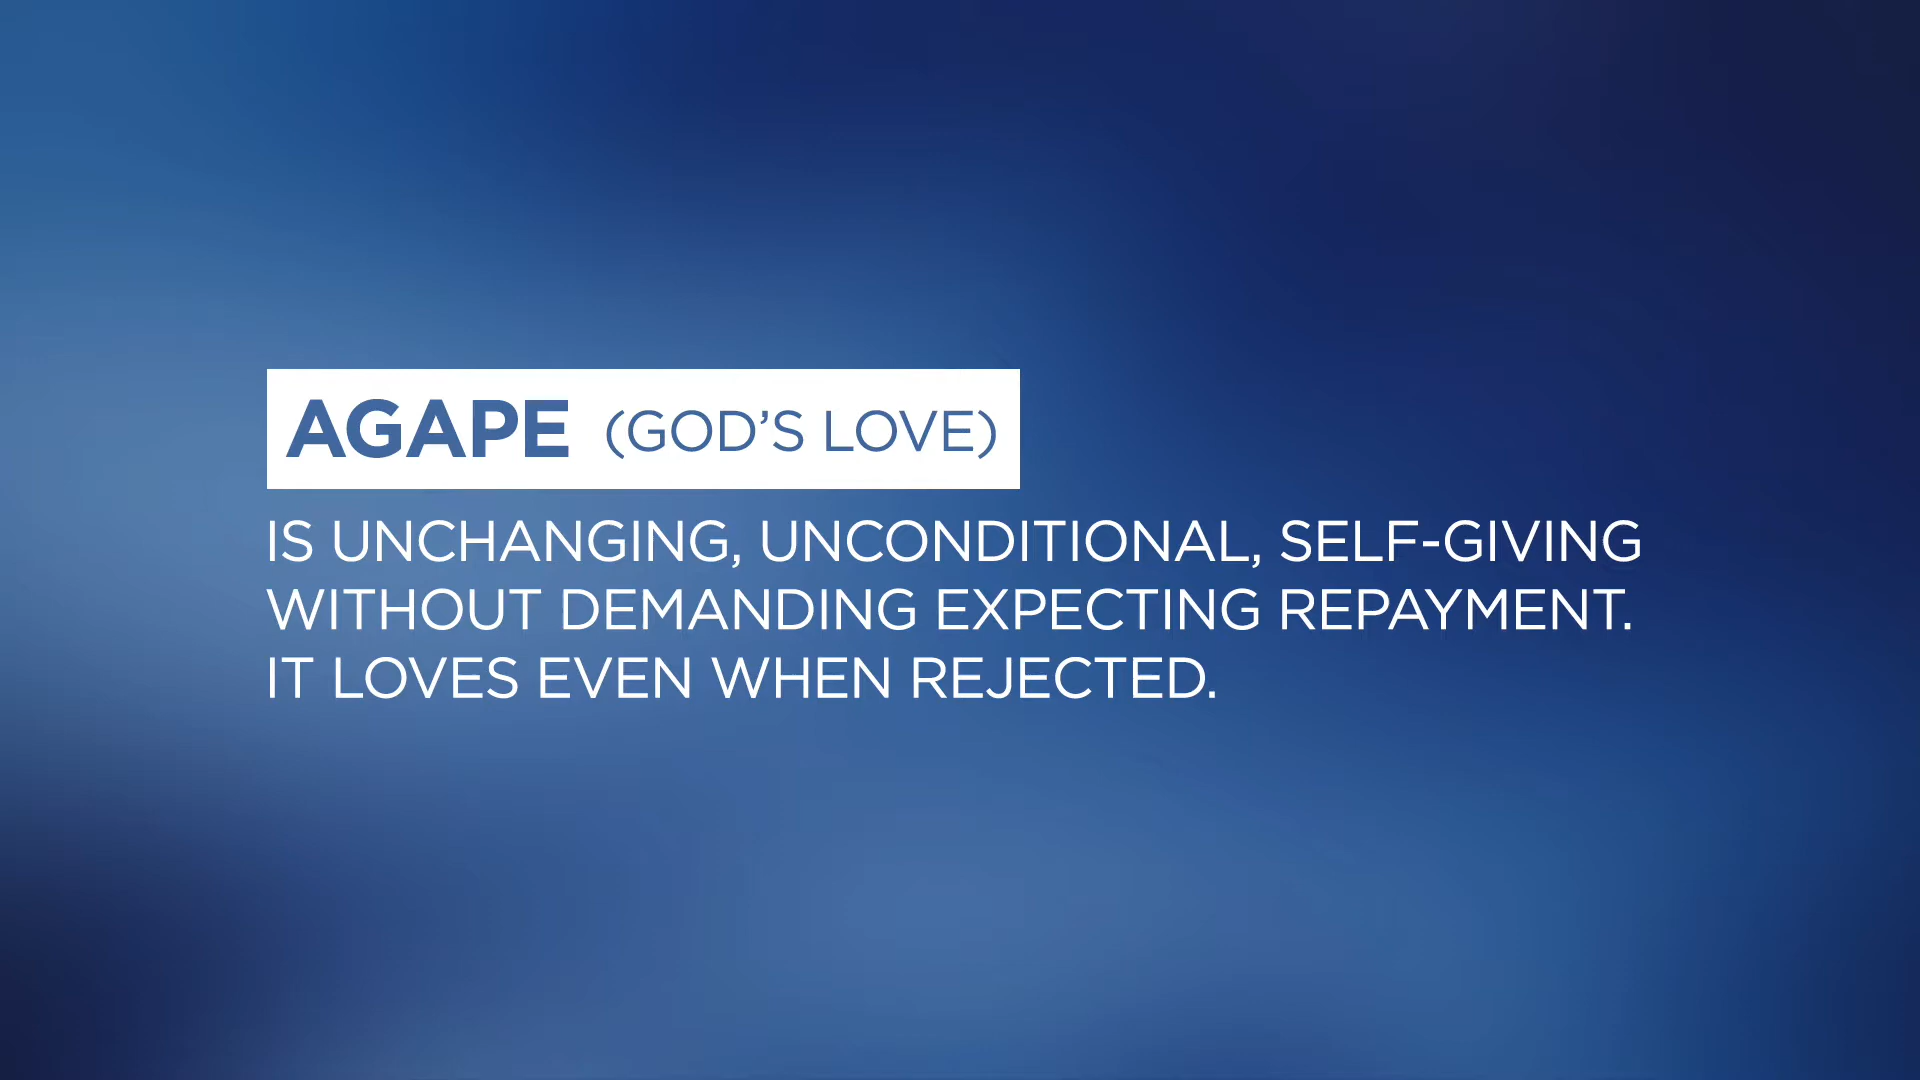 AGAPE (GOD’S LOVE)
IS UNCHANGING, UNCONDITIONAL, SELF-GIVING
WITHOUT DEMANDING EXPECTING REPAYMENT.
IT LOVES EVEN WHEN REJECTED.